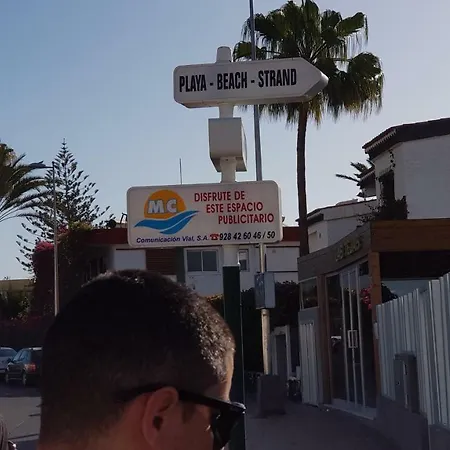 PLAYA - BEACH - STRAND
MC
DISFRUTE DE
ESTE ESPACIO
PUBLICITARIO
Comunicación Vial, S.A. 928 42 60 46 / 50